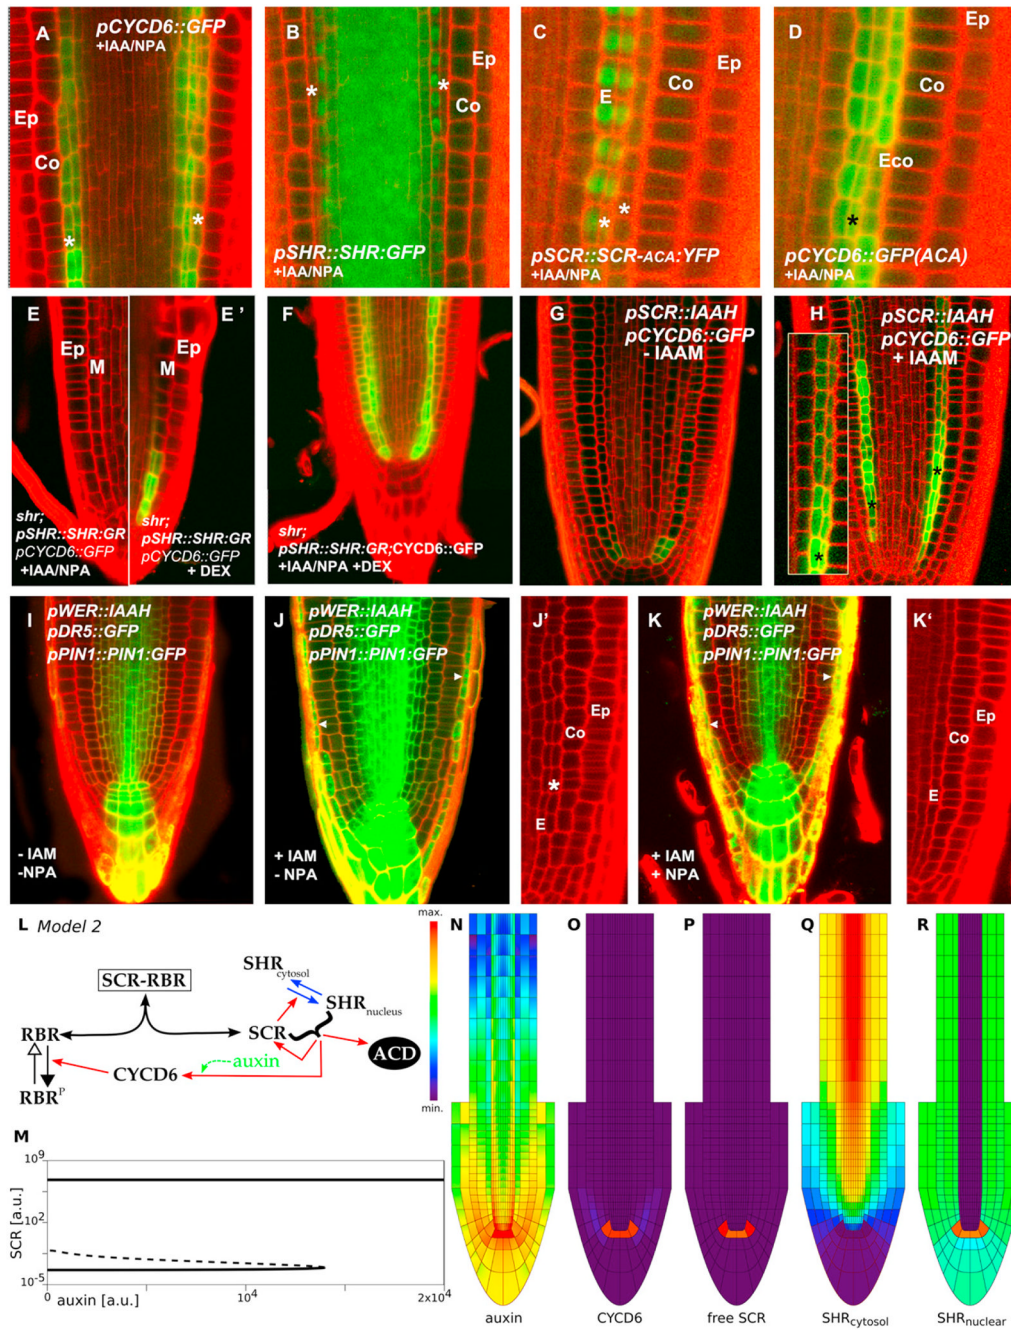 A
pCYCD6::GFP
+IAA/NPA
Ep
Co
*
*
B
*
*
Ep
Co
pSHR::SHR:GFP
+IAA/NPA
C
Ep
E
Co
*
*
pSCR::SCR-ACA:YFP
+IAA/NPA
D
Ep
Co
Eco
*
pCYCD6::GFP(ACA)
+IAA/NPA
E
Ep
M
shr;
pSHR::SHR:GR
pCYCD6::GFP
+IAA/NPA
E'
Ep
M
shr;
pSHR::SHR:GR
pCYCD6::GFP
+ DEX
F
shr;
pSHR::SHR:GR;CYCD6::GFP
+IAA/NPA +DEX
G
pSCR::IAAH
pCYCD6::GFP
- IAAM
H
pSCR::IAAH
pCYCD6::GFP
+ IAAM
*
*
*
I
pWER::IAAH
pDR5::GFP
pPIN1::PIN1:GFP
- IAM
-NPA
J
pWER::IAAH
pDR5::GFP
pPIN1::PIN1:GFP
+ IAM
- NPA
J'
Ep
Co
*
E
K
pWER::IAAH
pDR5::GFP
pPIN1::PIN1:GFP
+ IAM
+ NPA
K'
Ep
Co
E
L Model 2
SCR-RBR
SHR cytosol
SHR nucleus
RBR
SCR
ACD
auxin
CYCD6
RBR P
max.
min.
M
SCR [a.u.]
10^9
10^2
10^-5
0
10^4
2x10^4
auxin [a.u.]
N
auxin
O
CYCD6
P
free SCR
Q
SHR cytosol
R
SHR nuclear